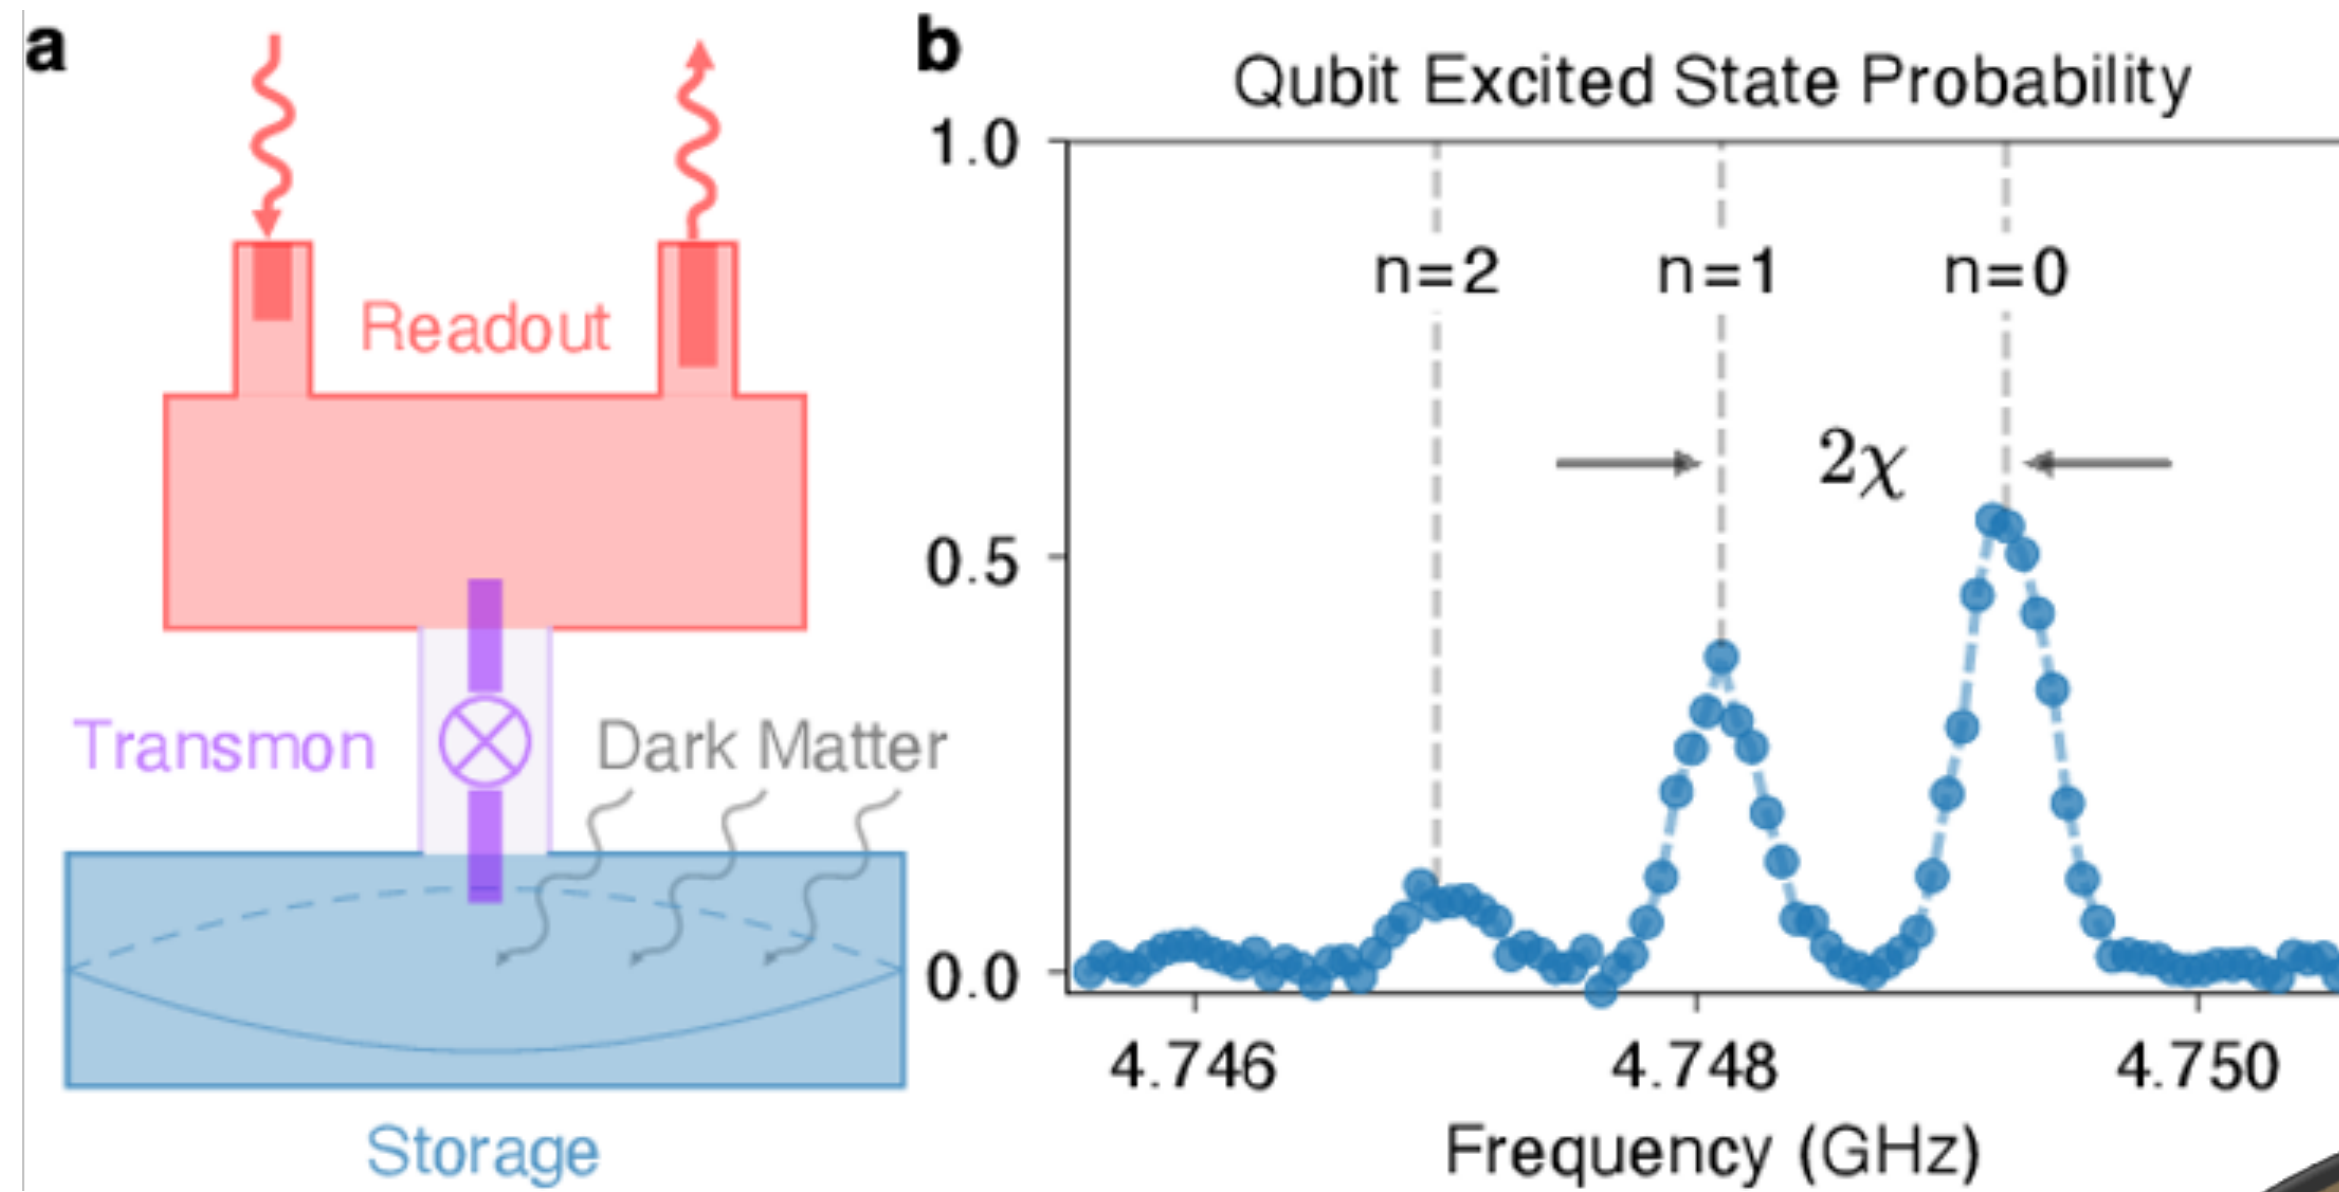 a
Readout
Transmon
Dark Matter
Storage
b
Qubit Excited State Probability
1.0
0.5
0.0
n=2
n=1
n=0
2χ
4.746
4.748
4.750
Frequency (GHz)